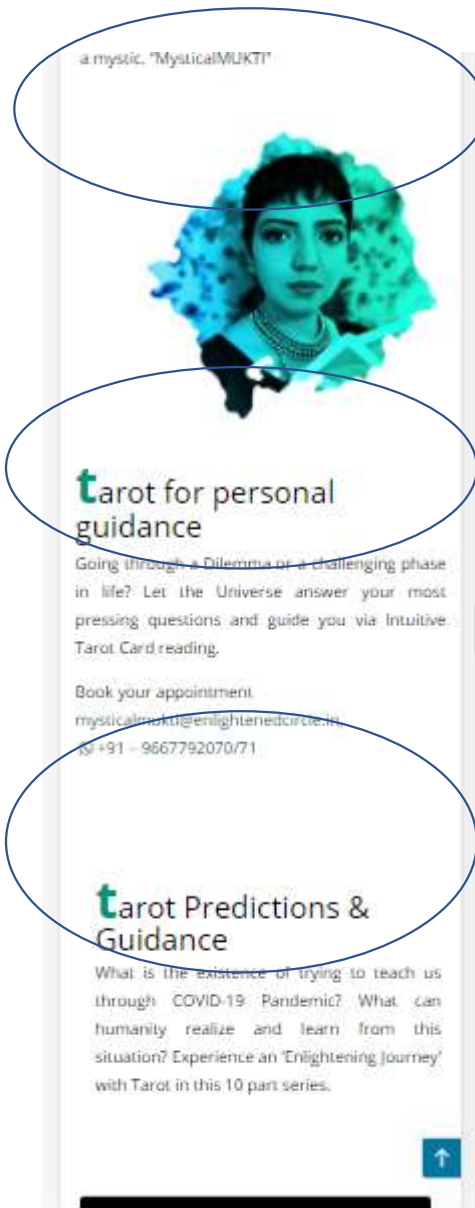 a mystic, "MysticalMUKTI"
tarot for personal
guidance
Going through a Dilemma or a challenging phase
in life? Let the Universe answer your most
pressing questions and guide you via Intuitive
Tarot Card reading.
Book your appointment
mysticalmukti@enlightenedcircle.in,
+91 – 9667792070/71
tarot Predictions &
Guidance
What is the existence of trying to teach us
through COVID-19 Pandemic? What can
humanity realize and learn from this
situation? Experience an 'Enlightening Journey'
with Tarot in this 10 part series.